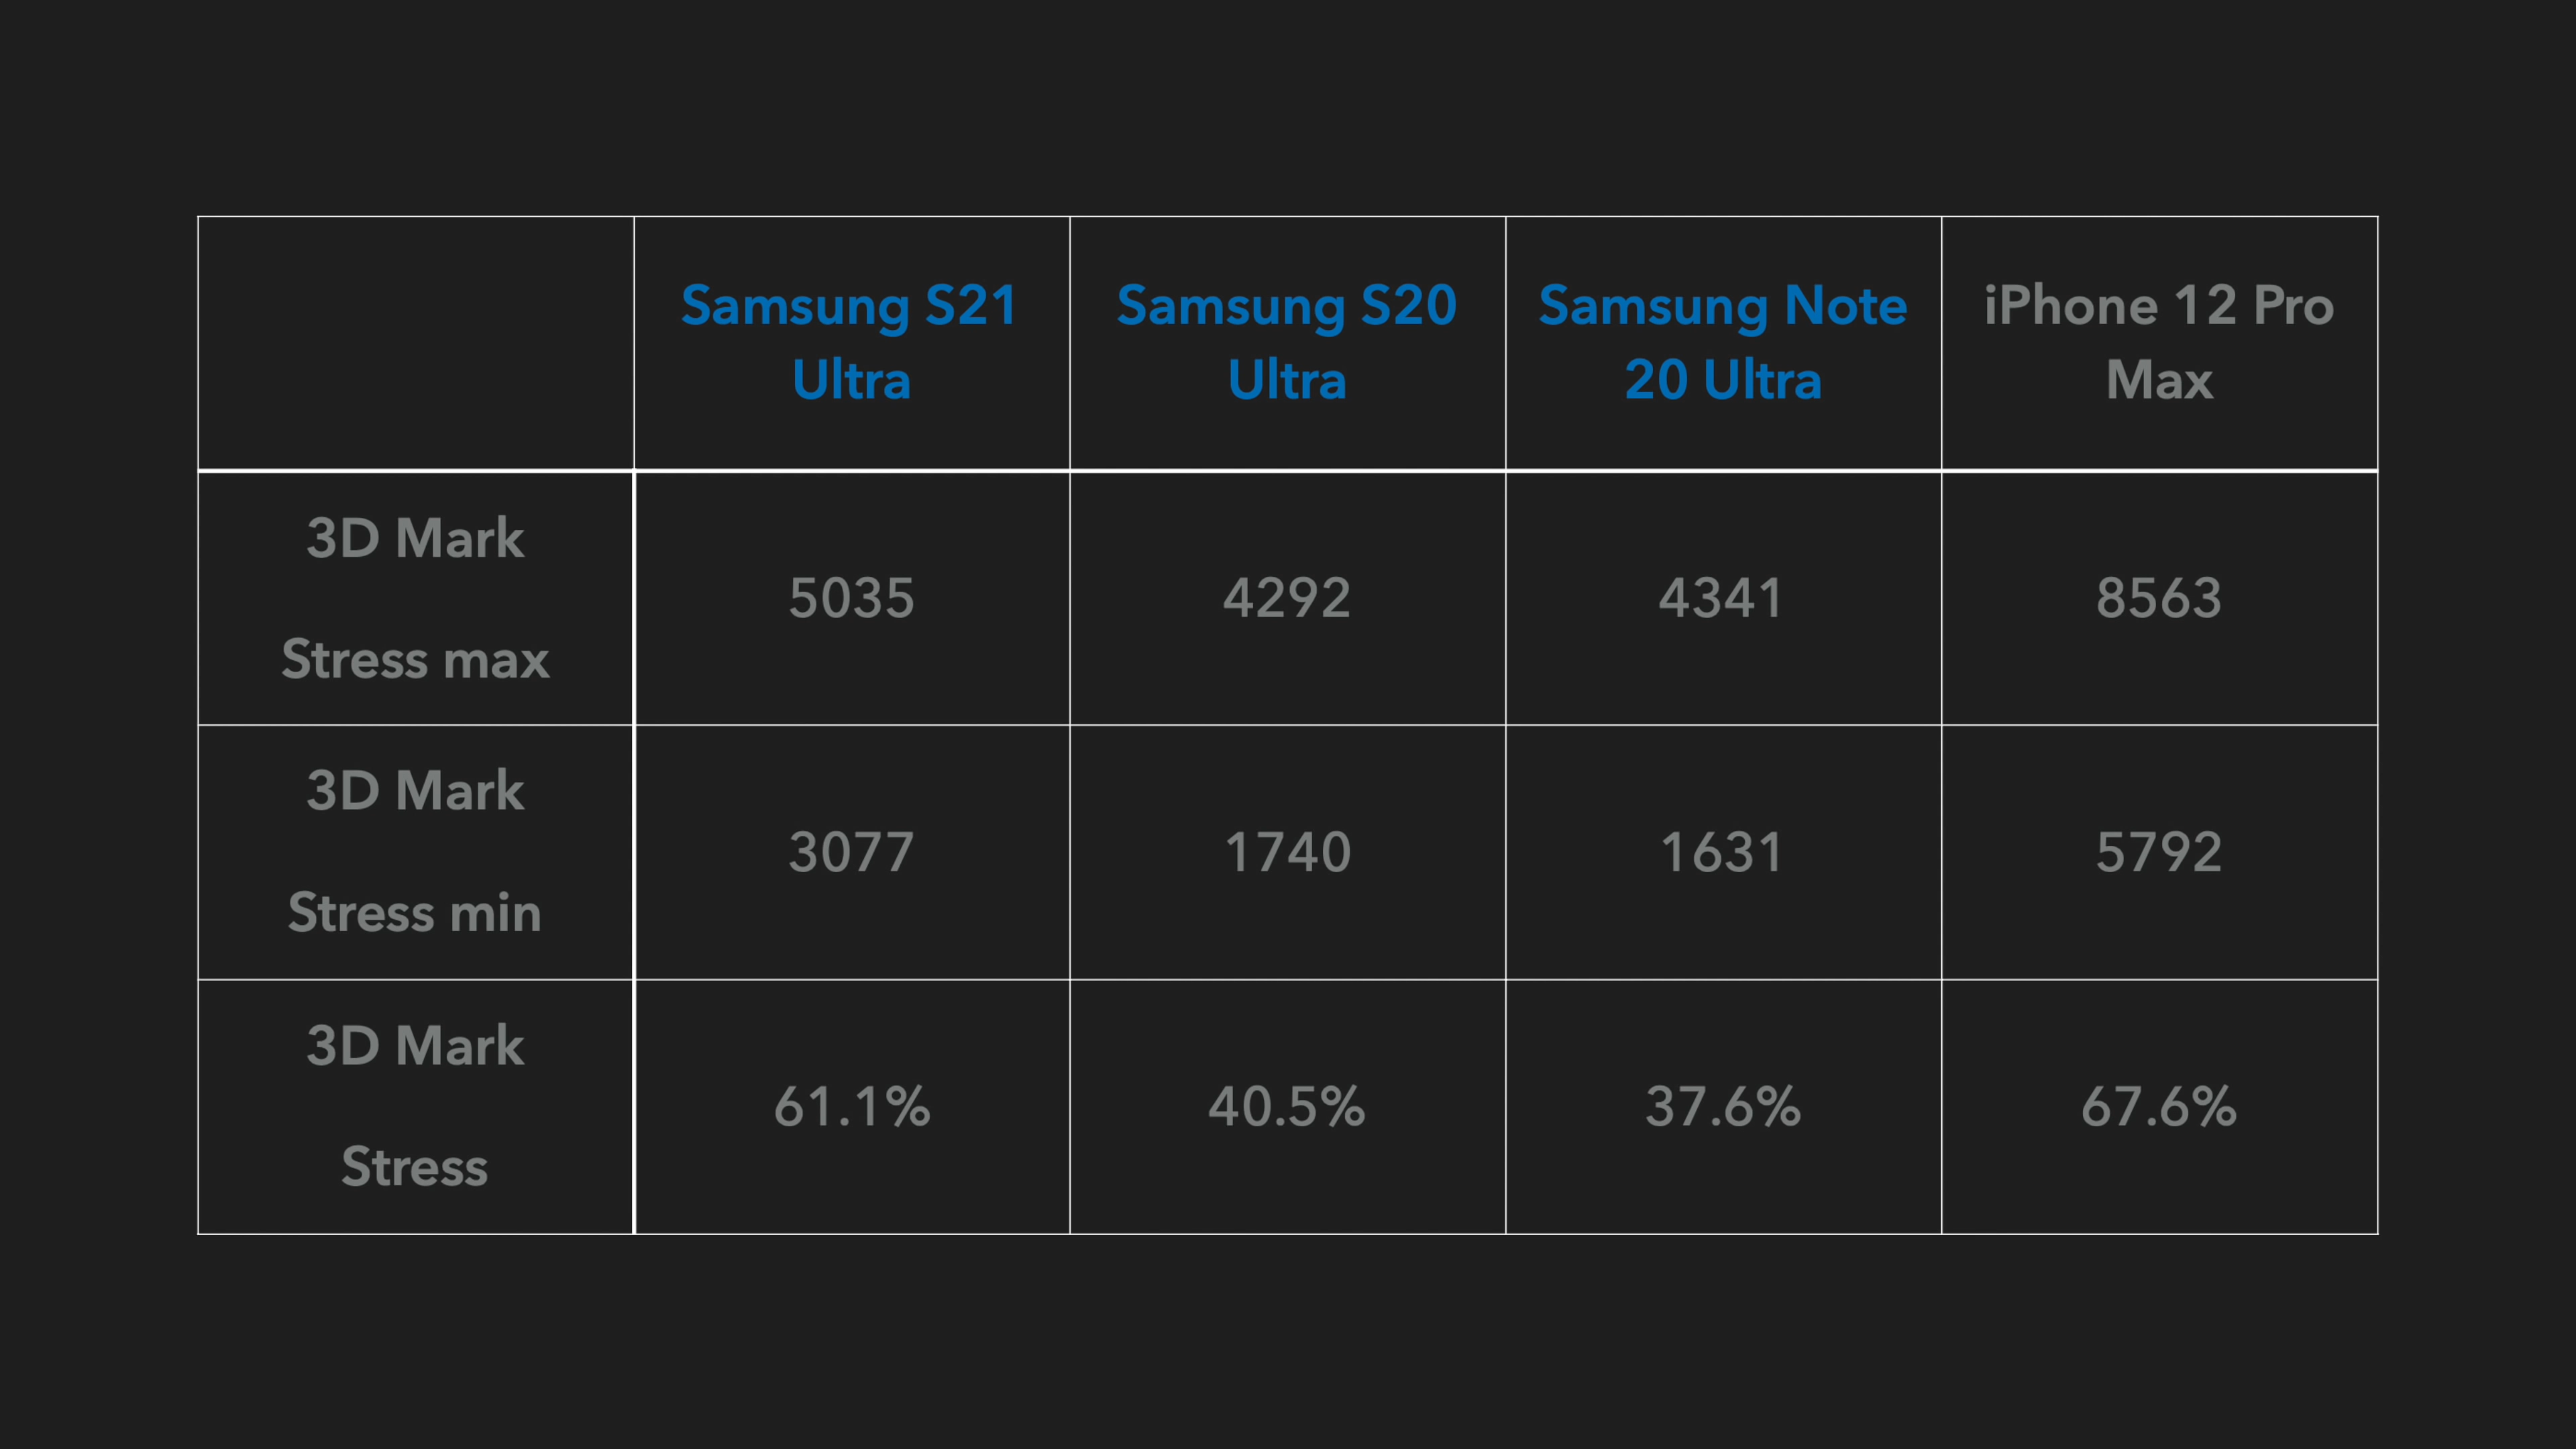 Samsung S21
Ultra
Samsung S20
Ultra
Samsung Note
20 Ultra
iPhone 12 Pro
Max
3D Mark
Stress max
5035
4292
4341
8563
3D Mark
Stress min
3077
1740
1631
5792
3D Mark
Stress
61.1%
40.5%
37.6%
67.6%